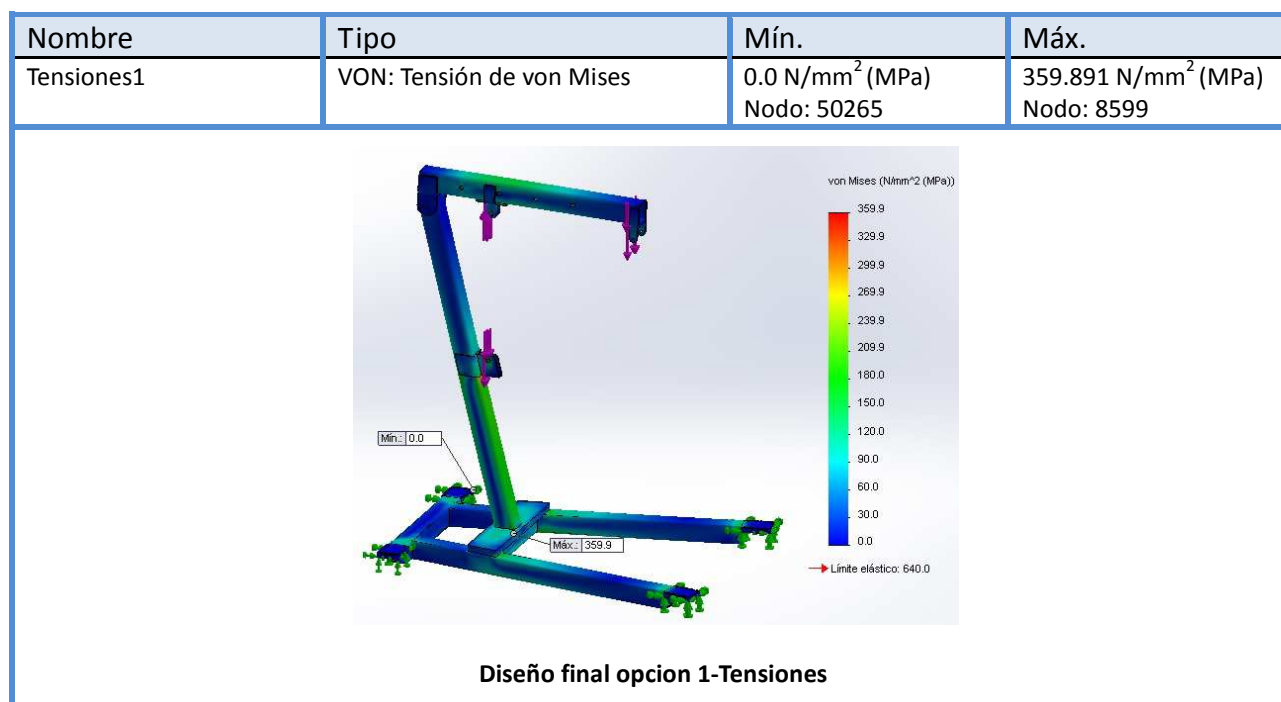 Nombre Tipo Mín. Máx.
Tensiones1 VON: Tensión de von Mises 0.0 N/mm² (MPa) 359.891 N/mm² (MPa)
Nodo: 50265 Nodo: 8599
von Mises (N/mm^2 (MPa))
359.9
329.9
299.9
269.9
239.9
209.9
180.0
150.0
120.0
90.0
60.0
30.0
0.0
Límite elástico: 640.0
Mín.: 0.0
Máx.: 359.9
Diseño final opcion 1-Tensiones